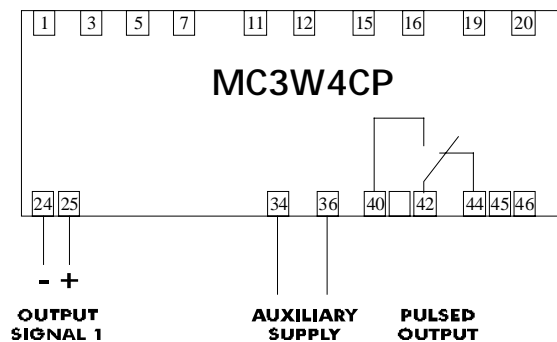 1 3 5 7 11 12 15 16 19 20
MC3W4CP
24 25 34 36 40 42 44 45 46
- +
OUTPUT SIGNAL 1
AUXILIARY SUPPLY
PULSED OUTPUT